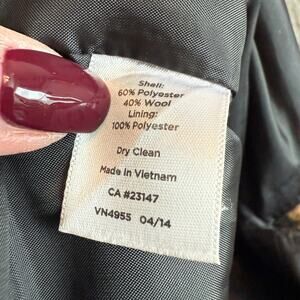 Shell:
60% Polyester
40% Wool
Lining:
100% Polyester
Dry Clean
Made in Vietnam
CA #23147
VN4955 04/14